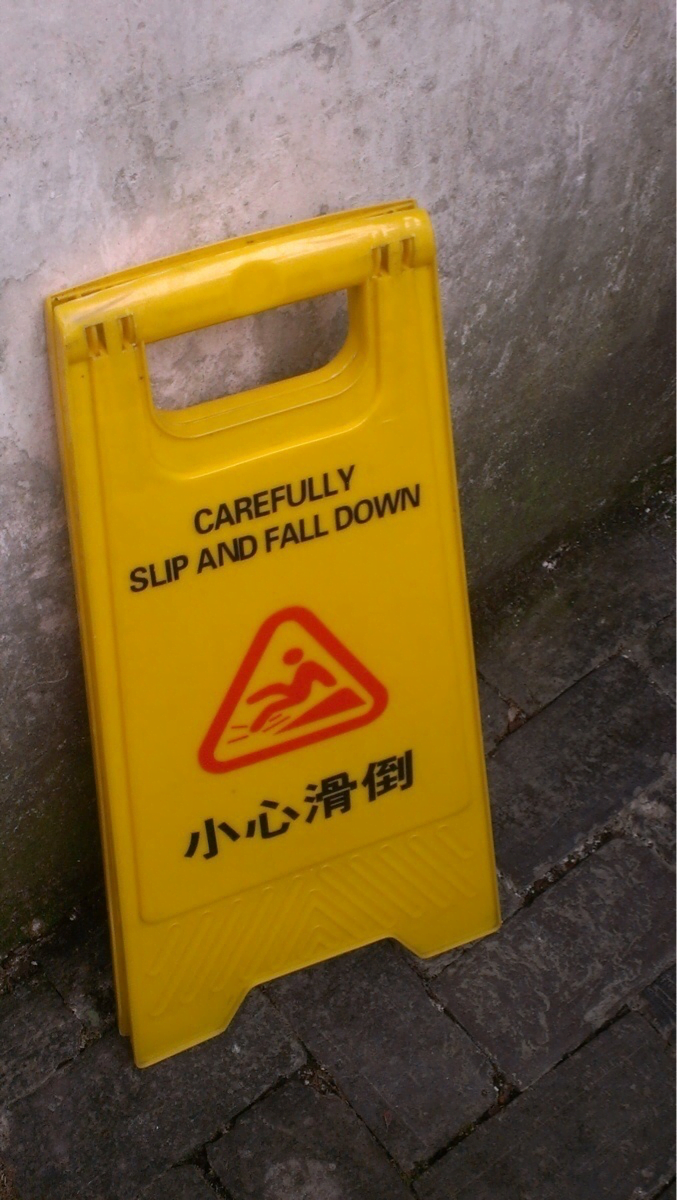 CAREFULLY
SLIP AND FALL DOWN
小心滑倒